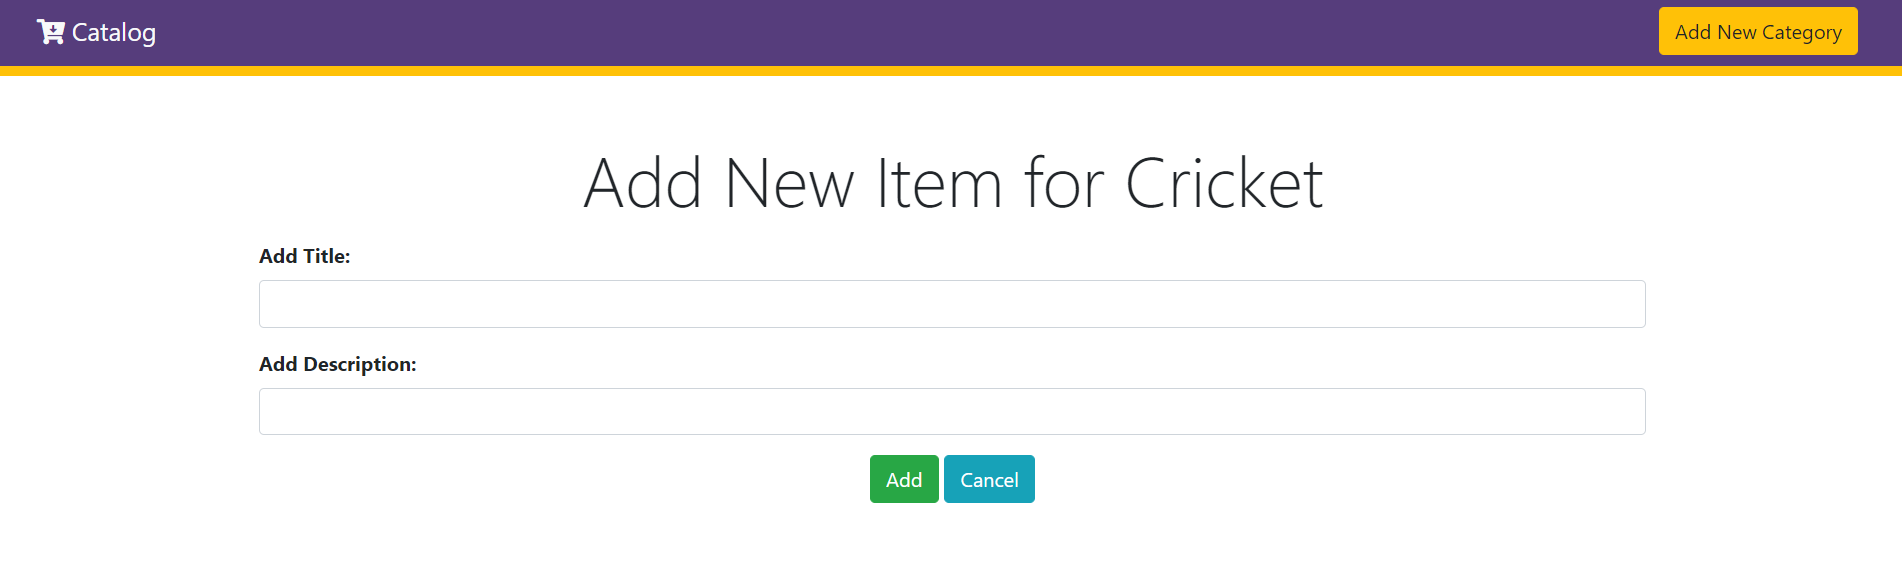 Catalog
Add New Category
Add New Item for Cricket
Add Title:
Add Description:
Add
Cancel